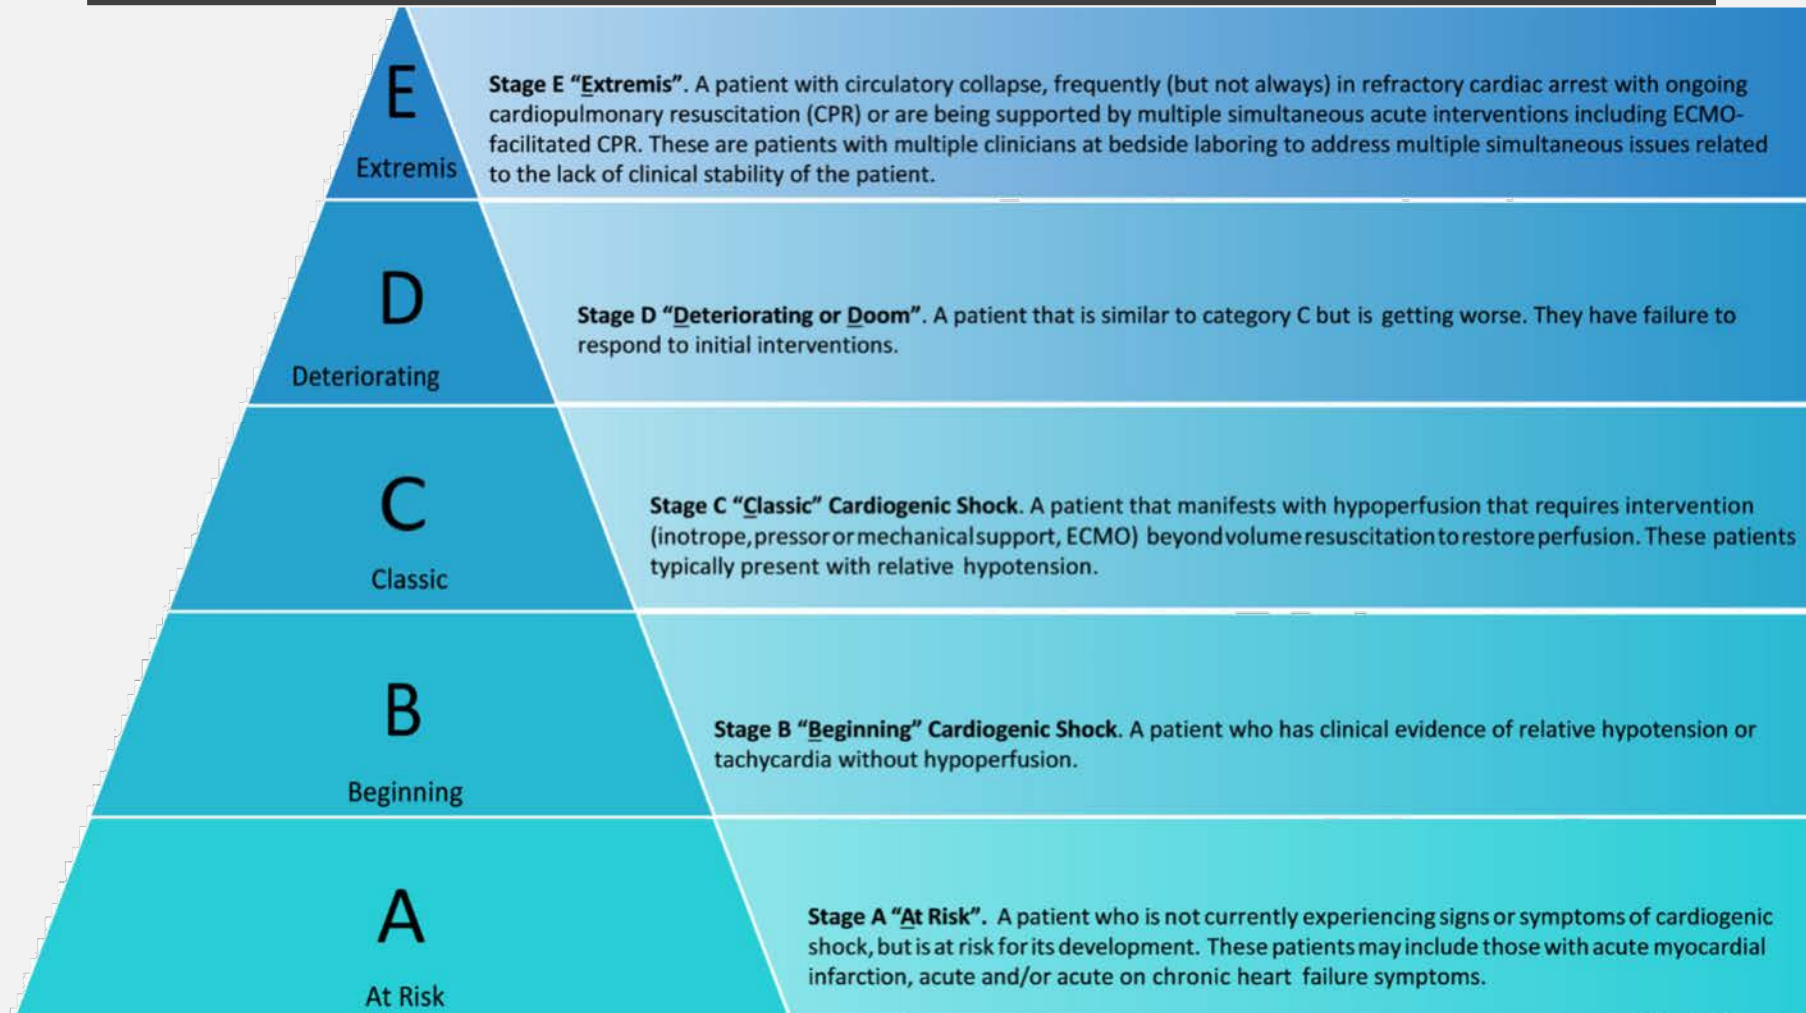 E
Extremis
Stage E “Extremis”. A patient with circulatory collapse, frequently (but not always) in refractory cardiac arrest with ongoing
cardiopulmonary resuscitation (CPR) or are being supported by multiple simultaneous acute interventions including ECMO-
facilitated CPR. These are patients with multiple clinicians at bedside laboring to address multiple simultaneous issues related
to the lack of clinical stability of the patient.
D
Deteriorating
Stage D “Deteriorating or Doom”. A patient that is similar to category C but is getting worse. They have failure to
respond to initial interventions.
C
Classic
Stage C “Classic” Cardiogenic Shock. A patient that manifests with hypoperfusion that requires intervention
(inotrope, pressor or mechanical support, ECMO) beyond volume resuscitation to restore perfusion. These patients
typically present with relative hypotension.
B
Beginning
Stage B “Beginning” Cardiogenic Shock. A patient who has clinical evidence of relative hypotension or
tachycardia without hypoperfusion.
A
At Risk
Stage A “At Risk”. A patient who is not currently experiencing signs or symptoms of cardiogenic
shock, but is at risk for its development. These patients may include those with acute myocardial
infarction, acute and/or acute on chronic heart failure symptoms.